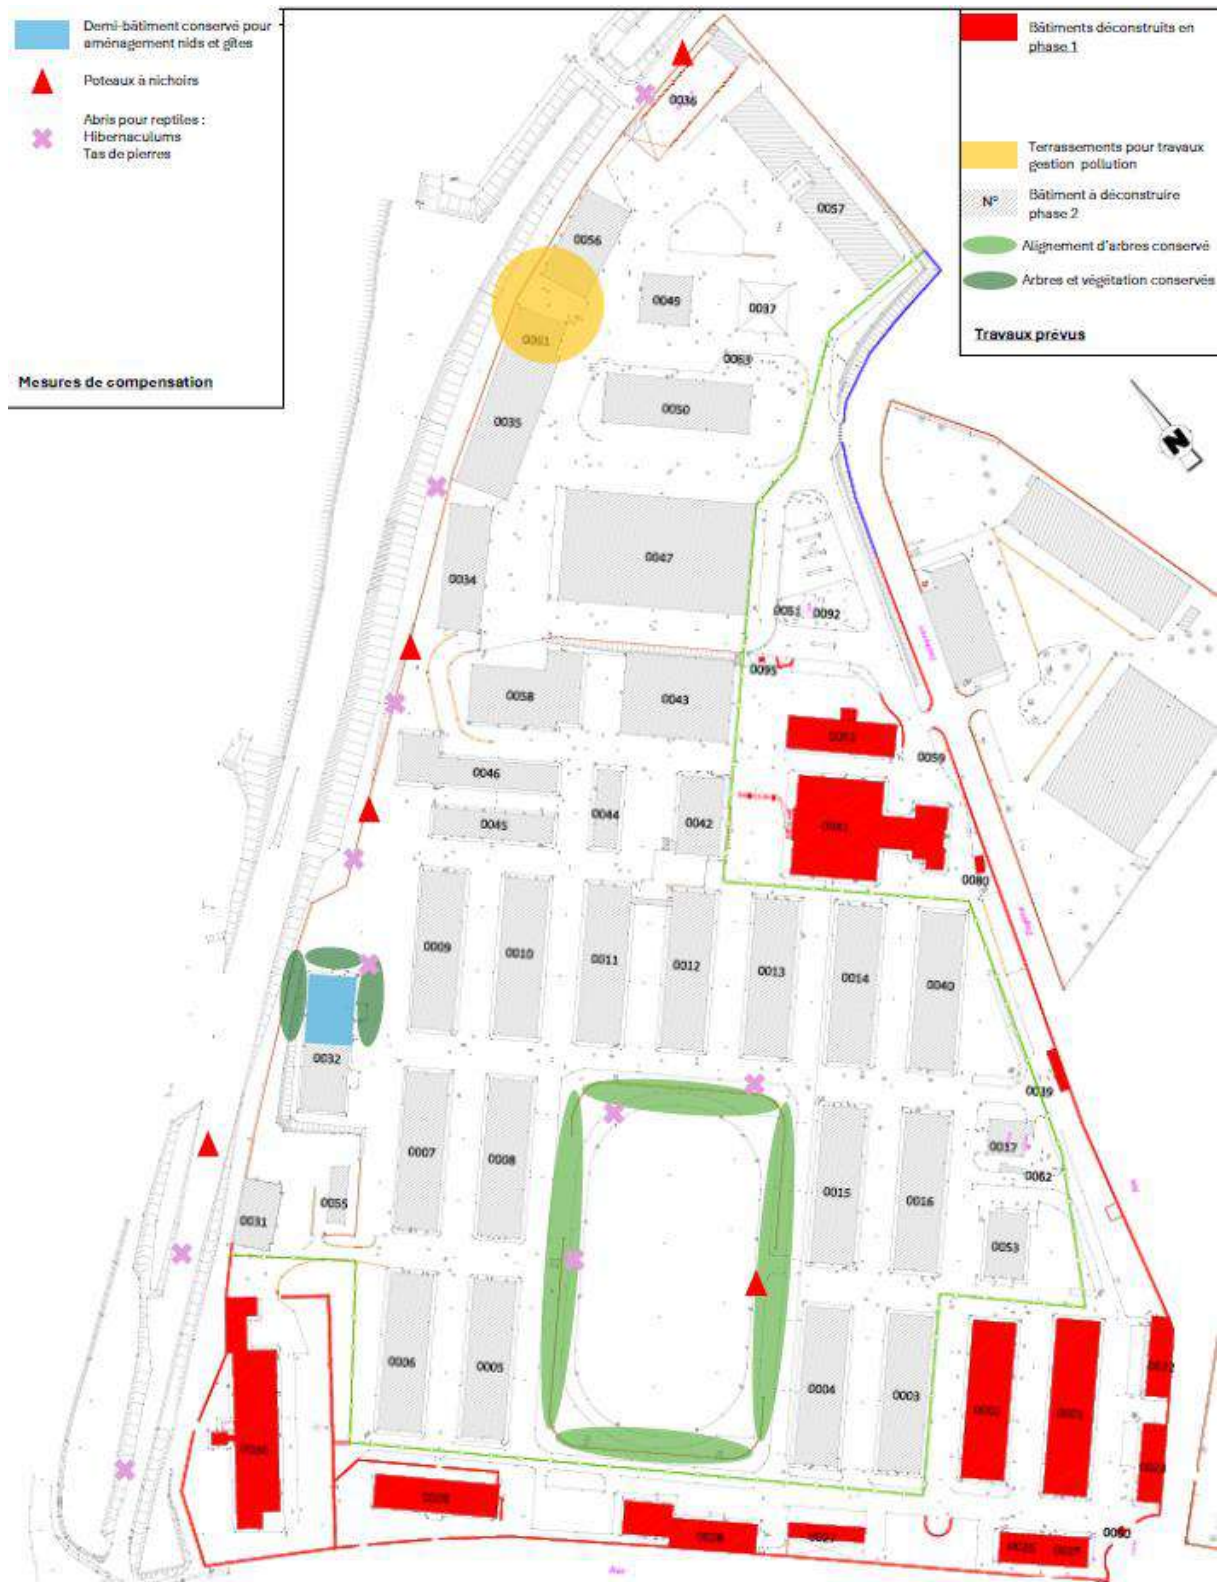 Demi-bâtiment conservé pour
aménagement nids et gîtes
Poteaux à nichoirs
Abris pour reptiles :
Hibernaculums
Tas de pierres
Mesures de compensation
Bâtiments déconstruits en
phase 1
Terrassements pour travaux
gestion pollution
N°
Bâtiment à déconstruire
phase 2
Alignement d'arbres conservé
Arbres et végétation conservés
Travaux prévus
N
0036
0057
0056
0049
0037
0063
0050
0035
0047
0034
0051
0092
0095
0058
0043
0059
0046
0044
0042
0045
0080
0009
0010
0011
0012
0013
0014
0040
0032
0039
0007
0008
0017
0062
0015
0016
0055
0031
0053
0006
0005
0004
0003